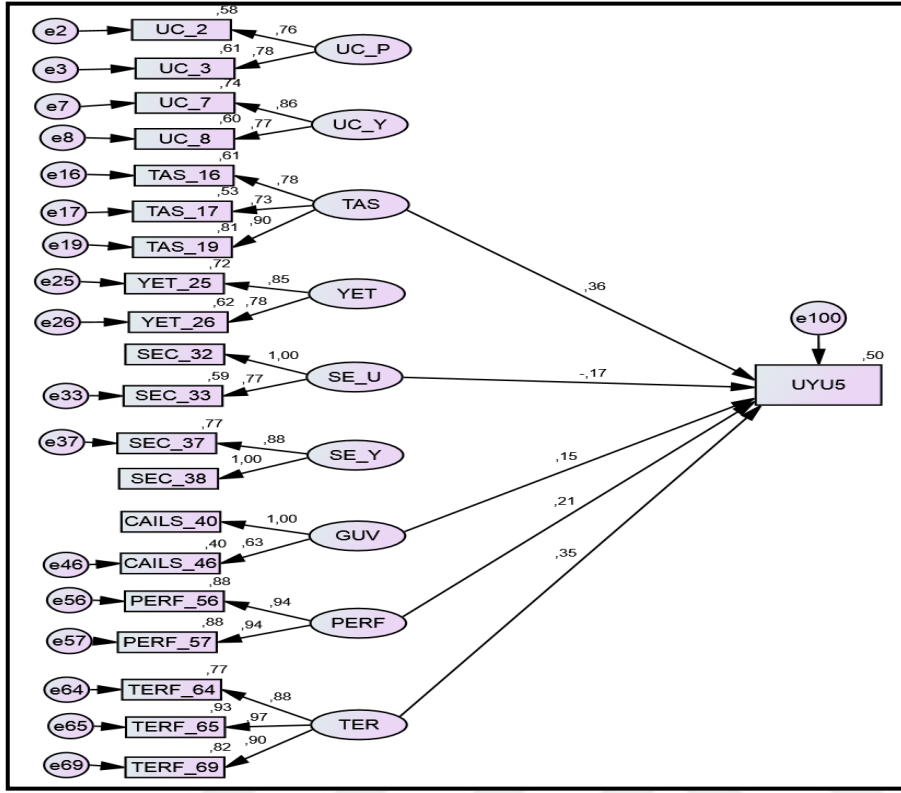 ,58
e2 UC_2 ,76 UC_P
,61
e3 UC_3 ,78
,74
e7 UC_7 ,86 UC_Y
,60
e8 UC_8 ,77
,61
e16 TAS_16 ,78 TAS
,53
e17 TAS_17 ,73
,81
e19 TAS_19 ,90
,72
e25 YET_25 ,85 YET
,62
e26 YET_26 ,78
,36
e100
SEC_32 1,00 SE_U
,59
e33 SEC_33 ,77
-,17
,50
UYU5
,77
e37 SEC_37 ,88 SE_Y
SEC_38 1,00
,15
CAILS_40 1,00 GUV
,40
e46 CAILS_46 ,63
,21
,88
e56 PERF_56 ,94 PERF
,88
e57 PERF_57 ,94
,35
,77
e64 TERF_64 ,88 TER
,93
e65 TERF_65 ,97
,82
e69 TERF_69 ,90